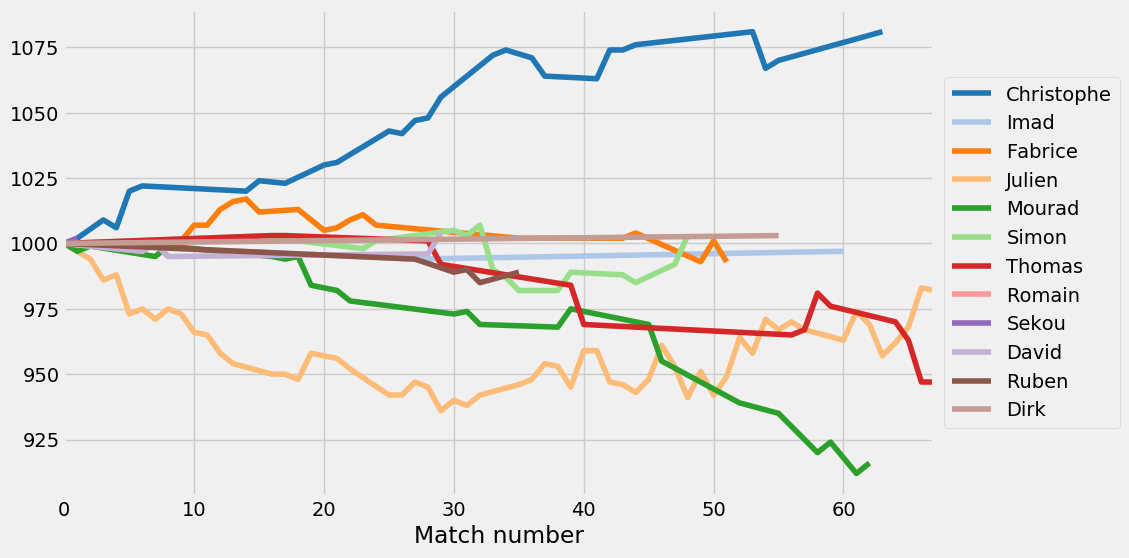 1075
1050
1025
1000
975
950
925
0 10 20 30 40 50 60
Match number
Christophe
Imad
Fabrice
Julien
Mourad
Simon
Thomas
Romain
Sekou
David
Ruben
Dirk